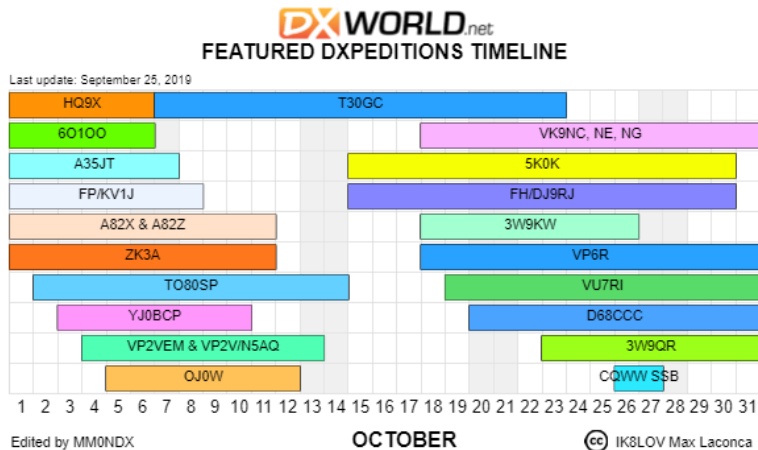 DX WORLD.net
FEATURED DXPEDITIONS TIMELINE
Last update: September 25, 2019
HQ9X T30GC
6O1OO VK9NC, NE, NG
A35JT 5K0K
FP/KV1J FH/DJ9RJ
A82X & A82Z 3W9KW
ZK3A VP6R
TO80SP VU7RI
YJ0BCP D68CCC
VP2VEM & VP2V/N5AQ 3W9QR
OJ0W CQWW SSB
1 2 3 4 5 6 7 8 9 10 11 12 13 14 15 16 17 18 19 20 21 22 23 24 25 26 27 28 29 30 31
Edited by MM0NDX OCTOBER (cc) IK8LOV Max Laconca